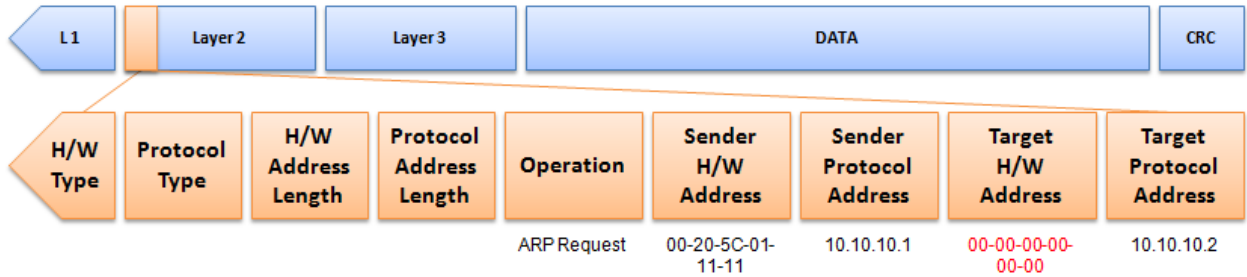 L1
Layer 2
Layer 3
DATA
CRC
H/W
Type
Protocol
Type
H/W
Address
Length
Protocol
Address
Length
Operation
Sender
H/W
Address
Sender
Protocol
Address
Target
H/W
Address
Target
Protocol
Address
ARP Request
00-20-5C-01-
11-11
10.10.10.1
00-00-00-00-
00-00
10.10.10.2